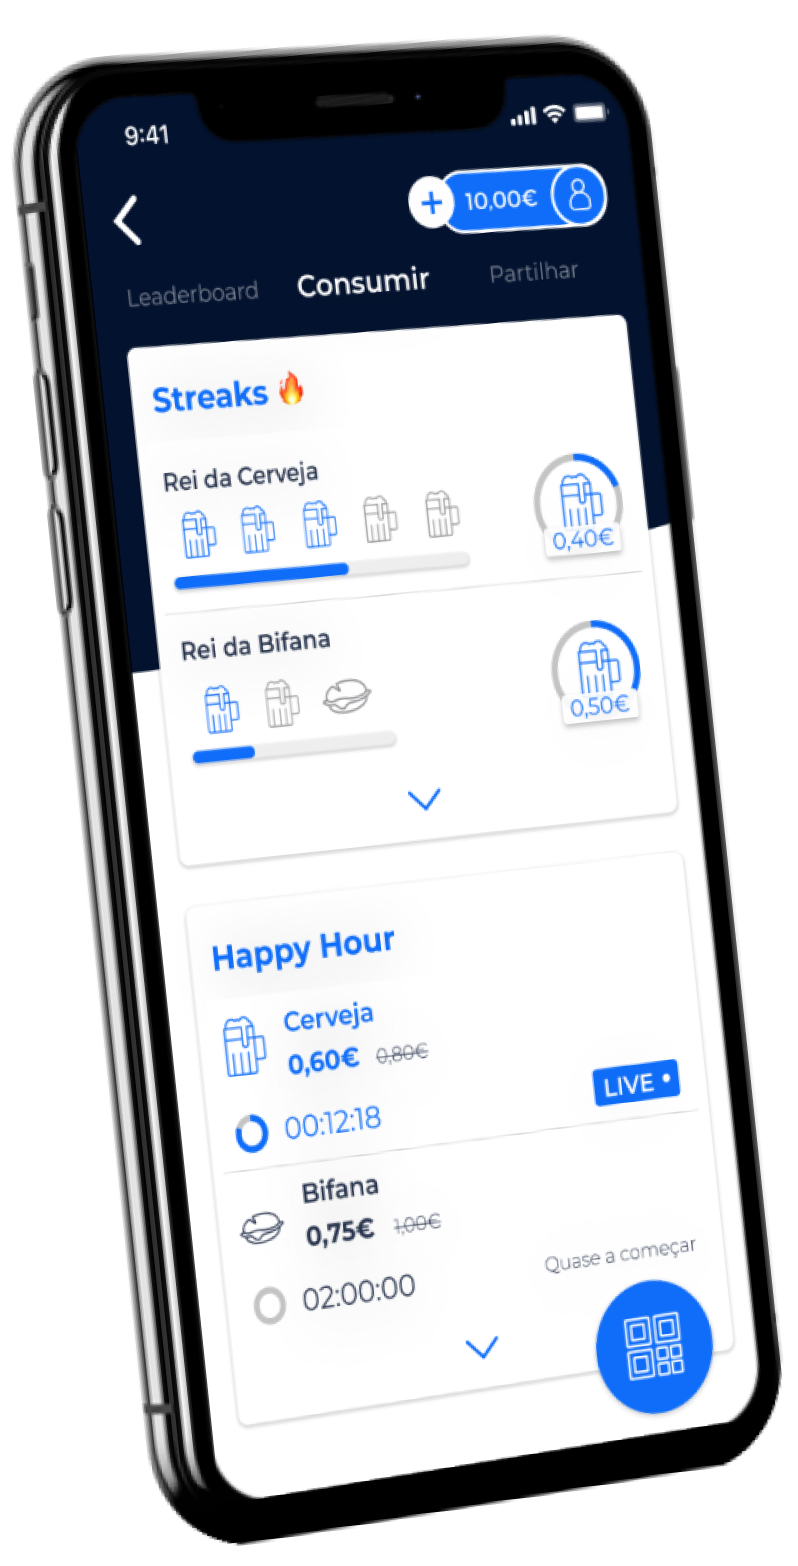 9:41
10,00€
Leaderboard Consumir Partilhar
Streaks 🔥
Rei da Cerveja
0,40€
Rei da Bifana
0,50€
Happy Hour
Cerveja
0,60€ 0,80€
LIVE
00:12:18
Bifana
0,75€ 1,00€
Quase a começar
02:00:00